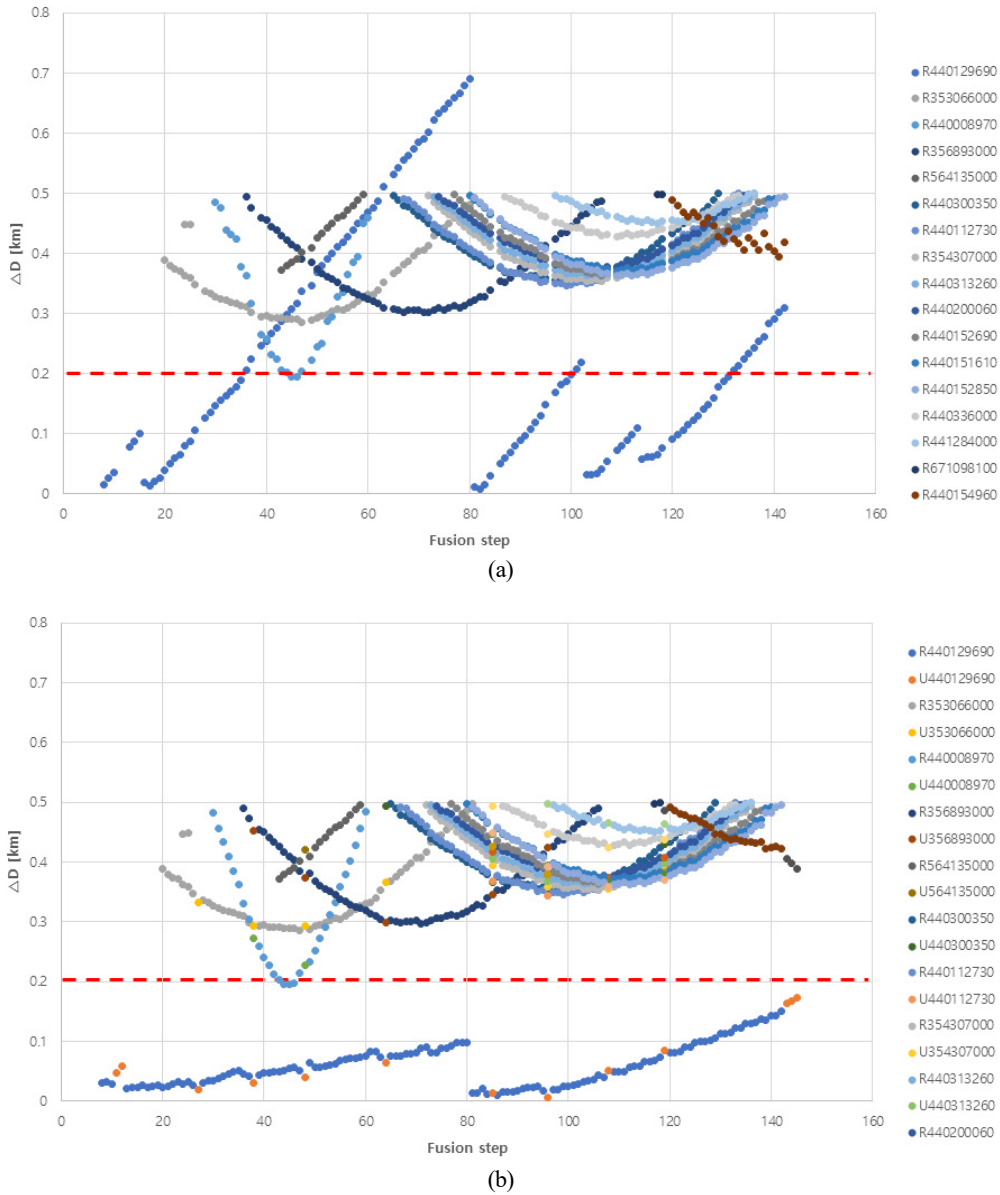 0.8
0.7
0.6
0.5
0.4
0.3
0.2
0.1
0
△D [km]
0 20 40 60 80 100 120 140 160
Fusion step
R440129690
R353066000
R440008970
R356893000
R564135000
R440300350
R440112730
R354307000
R440313260
R440200060
R440152690
R440151610
R440152850
R440336000
R441284000
R671098100
R440154960
(a)
0.8
0.7
0.6
0.5
0.4
0.3
0.2
0.1
0
△D [km]
0 20 40 60 80 100 120 140 160
Fusion step
R440129690
U440129690
R353066000
U353066000
R440008970
U440008970
R356893000
U356893000
R564135000
U564135000
R440300350
U440300350
R440112730
U440112730
R354307000
U354307000
R440313260
U440313260
R440200060
(b)